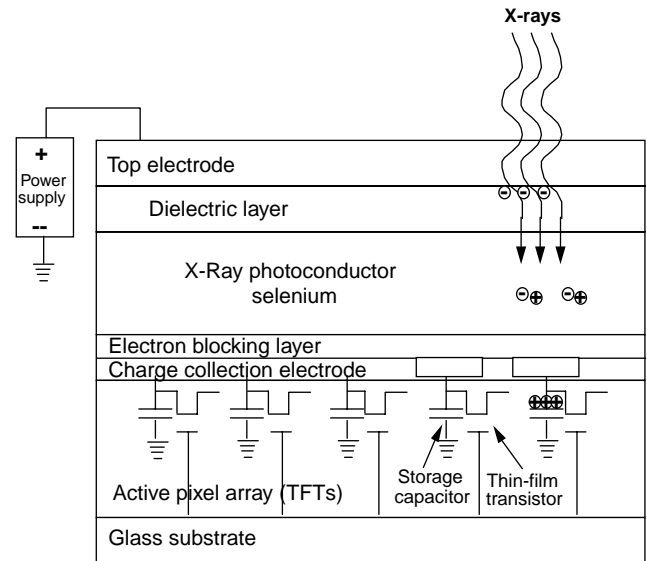 X-rays
+
Power
supply
--
Top electrode
Dielectric layer
X-Ray photoconductor
selenium
Electron blocking layer
Charge collection electrode
Storage
capacitor
Thin-film
transistor
Active pixel array (TFTs)
Glass substrate